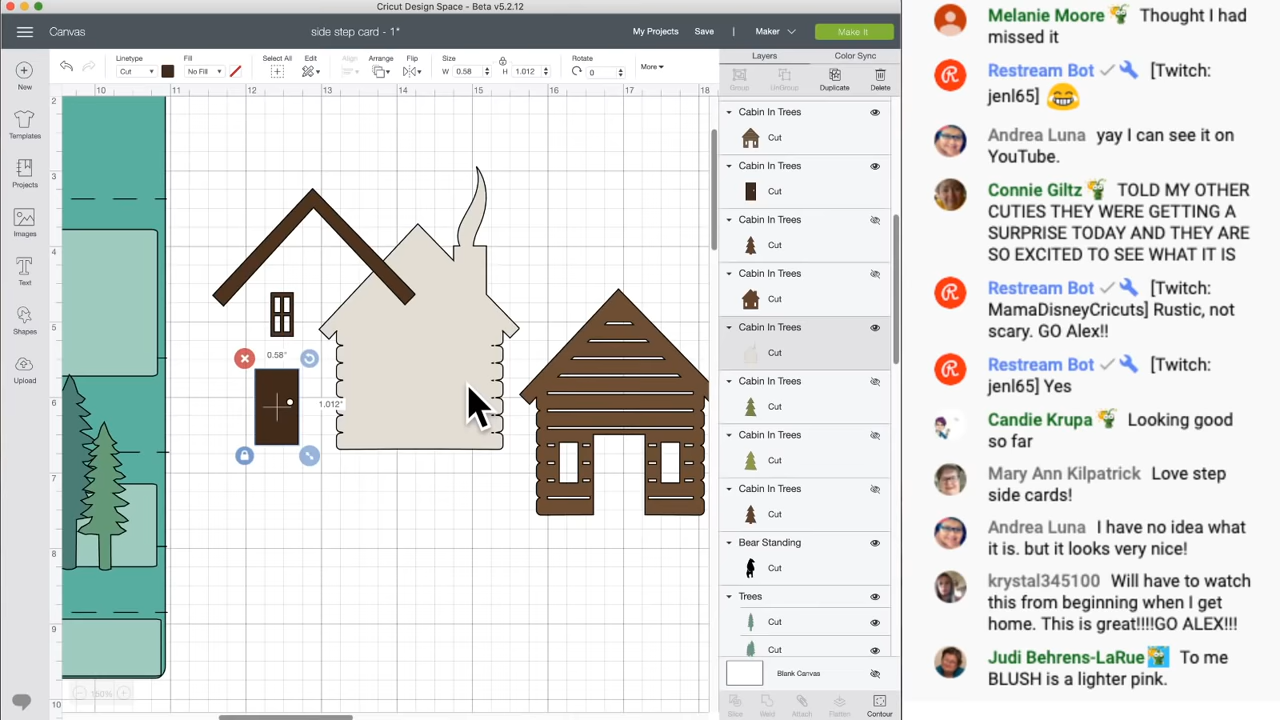 Cricut Design Space - Beta v5.2.12
Canvas
side step card - 1*
My Projects
Save
Maker
Make It
Linetype
Cut
Fill
No Fill
Select All
Edit
Align
Arrange
Flip
Size
W 0.58
H 1.012
Rotate
0
More
New
Templates
Projects
Images
Text
Shapes
Upload
10
11
12
13
14
15
16
17
18
2
3
4
5
6
7
8
9
10
0.58"
1.012"
150%
Layers
Color Sync
Group
UnGroup
Duplicate
Delete
Cabin In Trees
Cut
Cabin In Trees
Cut
Cabin In Trees
Cut
Cabin In Trees
Cut
Cabin In Trees
Cut
Cabin In Trees
Cut
Cabin In Trees
Cut
Cabin In Trees
Cut
Bear Standing
Cut
Trees
Cut
Cut
Blank Canvas
Slice
Weld
Attach
Flatten
Contour
Melanie Moore Thought I had
missed it
Restream Bot [Twitch:
jenl65]
Andrea Luna yay I can see it on
YouTube.
Connie Giltz TOLD MY OTHER
CUTIES THEY WERE GETTING A
SURPRISE TODAY AND THEY ARE
SO EXCITED TO SEE WHAT IT IS
Restream Bot [Twitch:
MamaDisneyCricuts] Rustic, not
scary. GO Alex!!
Restream Bot [Twitch:
jenl65] Yes
Candie Krupa Looking good
so far
Mary Ann Kilpatrick Love step
side cards!
Andrea Luna I have no idea what
it is. but it looks very nice!
krystal345100 Will have to watch
this from beginning when I get
home. This is great!!!!GO ALEX!!!
Judi Behrens-LaRue To me
BLUSH is a lighter pink.